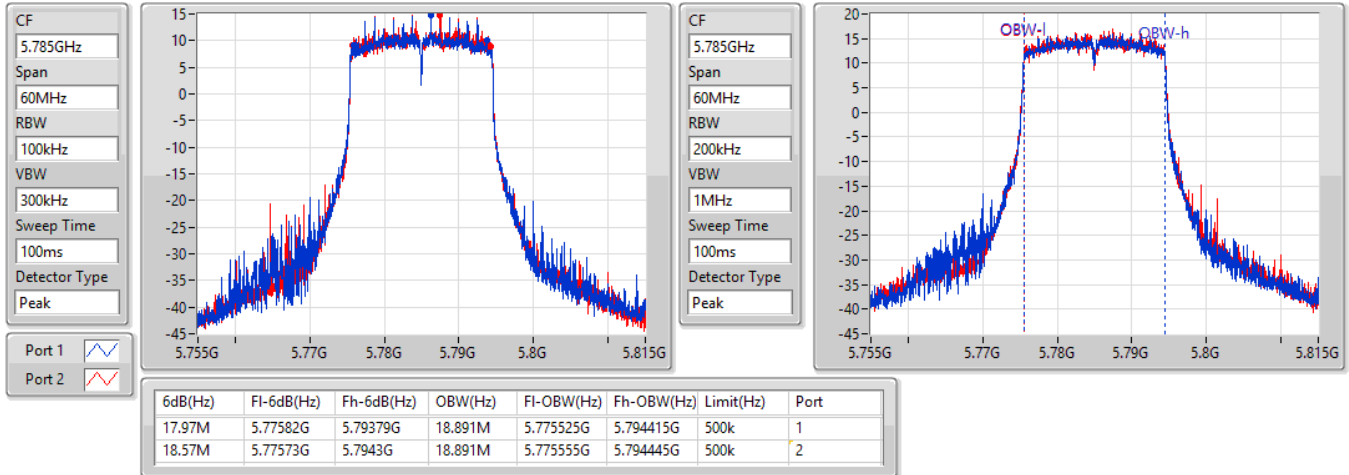 CF
5.785GHz
Span
60MHz
RBW
100kHz
VBW
300kHz
Sweep Time
100ms
Detector Type
Peak
Port 1
Port 2
15
10
5
0
-5
-10
-15
-20
-25
-30
-35
-40
-45
5.755G 5.77G 5.78G 5.79G 5.8G 5.815G
CF
5.785GHz
Span
60MHz
RBW
200kHz
VBW
1MHz
Sweep Time
100ms
Detector Type
Peak
20
15
10
5
0
-5
-10
-15
-20
-25
-30
-35
-40
-45
OBW-l OBW-h
5.755G 5.77G 5.78G 5.79G 5.8G 5.815G
6dB(Hz) Fl-6dB(Hz) Fh-6dB(Hz) OBW(Hz) Fl-OBW(Hz) Fh-OBW(Hz) Limit(Hz) Port
17.97M 5.77582G 5.79379G 18.891M 5.775525G 5.794415G 500k 1
18.57M 5.77573G 5.7943G 18.891M 5.775555G 5.794445G 500k 2